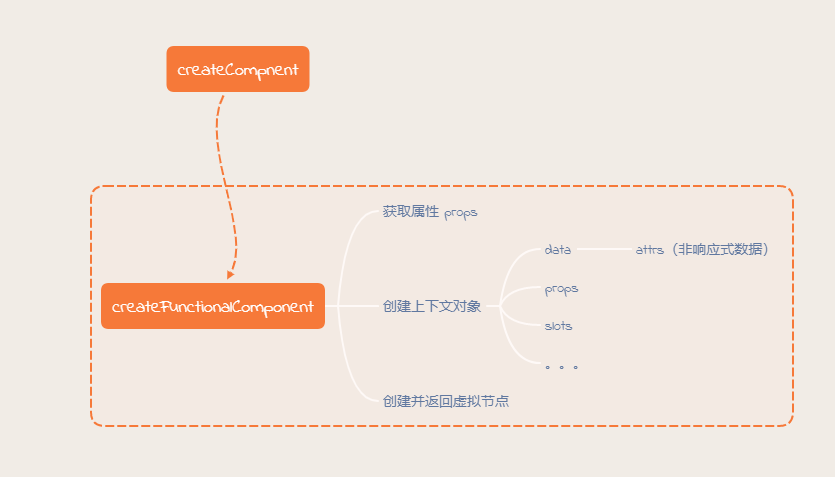 createCompnent
获取属性 props
data
attrs（非响应式数据）
props
createFunctionalComponent
创建上下文对象
slots
。。。
创建并返回虚拟节点